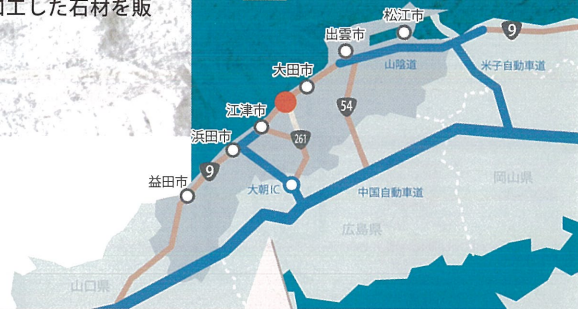 加工した石材を販
松江市
出雲市
9
山陰道
米子自動車道
大田市
54
江津市
261
浜田市
9
大朝IC
益田市
中国自動車道
岡山県
広島県
山口県